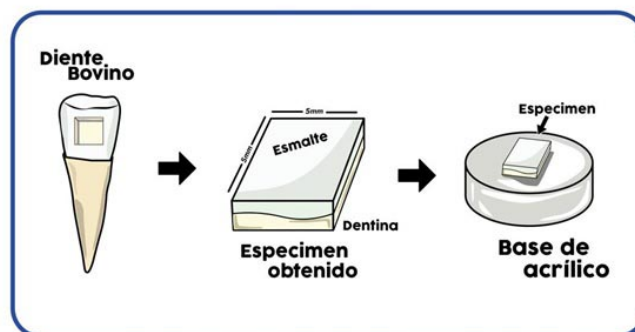 Diente
Bovino
5mm
5mm
Esmalte
Dentina
Especimen
obtenido
Especimen
Base de
acrílico